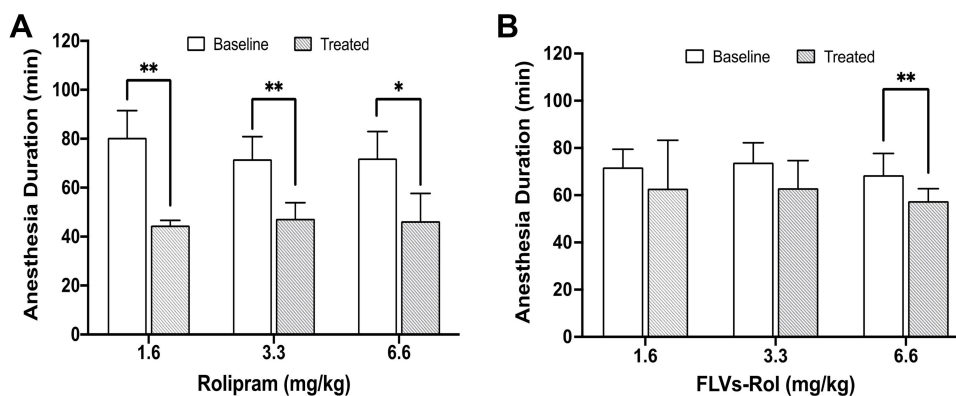 A
Baseline Treated
Anesthesia Duration (min)
120
100
80
60
40
20
0
** ** *
1.6 3.3 6.6
Rolipram (mg/kg)
B
Baseline Treated
Anesthesia Duration (min)
120
100
80
60
40
20
0
**
1.6 3.3 6.6
FLVs-Rol (mg/kg)